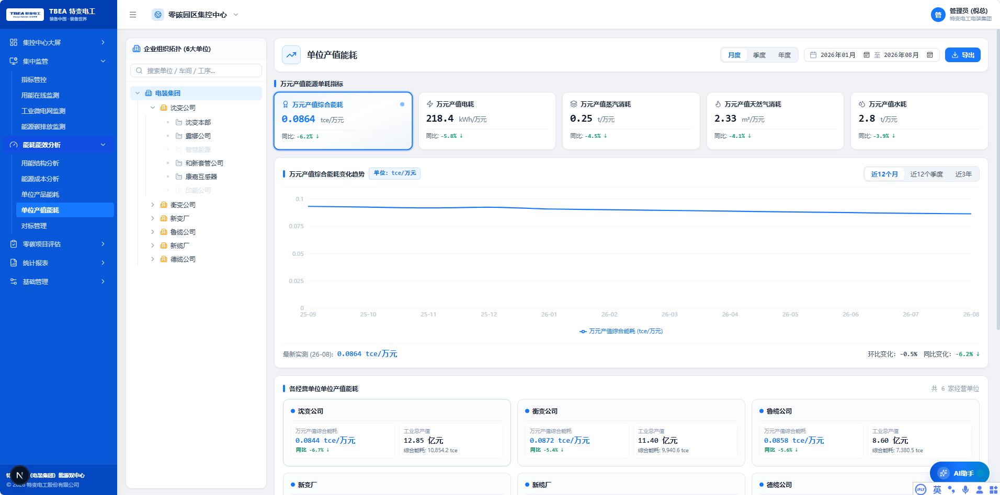 TBEA 特变电工
TBEA 特变电工
装备中国 · 装备世界
零碳园区集控中心
管
管理员 (倪总)
特变电工电装集团
集控中心大屏
集中监管
指标管控
用能在线监测
工业微电网监测
能源碳排放监测
能耗能效分析
用能结构分析
能源成本分析
单位产品能耗
单位产值能耗
对标管理
零碳项目评估
统计报表
基础管理
N
(电装集团) 能源双中心
© 2026 特变电工股份有限公司
企业组织拓扑 (6大单位)
搜索单位 / 车间 / 工序...
电装集团
沈变公司
沈变本部
露娜公司
智慧能源
和新套管公司
康嘉互感器
印能公司
衡变公司
新变厂
鲁缆公司
新缆厂
德缆公司
单位产值能耗
月度 季度 年度
2026年01月 至 2026年08月
导出
万元产值能源单耗指标
万元产值综合能耗
0.0864 tce/万元
同比: -6.2% ↓
万元产值电耗
218.4 kWh/万元
同比: -5.8% ↓
万元产值蒸汽消耗
0.25 t/万元
同比: -4.5% ↓
万元产值天然气消耗
2.33 m³/万元
同比: -4.1% ↓
万元产值水耗
2.8 t/万元
同比: -3.9% ↓
万元产值综合能耗变化趋势 单位: tce/万元
近12个月 近12个季度 近3年
0.1
0.075
0.05
0.025
0
25-09 25-10 25-11 25-12 26-01 26-02 26-03 26-04 26-05 26-06 26-07 26-08
万元产值综合能耗 (tce/万元)
最新实测 (26-08): 0.0864 tce/万元
环比变化: -0.5% 同比变化: -6.2% ↓
各经营单位单位产值能耗
共 6 家经营单位
沈变公司
万元产值综合能耗
0.0844 tce/万元
同比 -6.7% ↓
工业总产值
12.85 亿元
综合能耗: 10,854.2 tce
衡变公司
万元产值综合能耗
0.0872 tce/万元
同比 -5.4% ↓
工业总产值
11.40 亿元
综合能耗: 9,940.6 tce
鲁缆公司
万元产值综合能耗
0.0858 tce/万元
同比 -5.6% ↓
工业总产值
8.60 亿元
综合能耗: 7,380.5 tce
新变厂
新缆厂
德缆公司
AI助手
iFLY
英